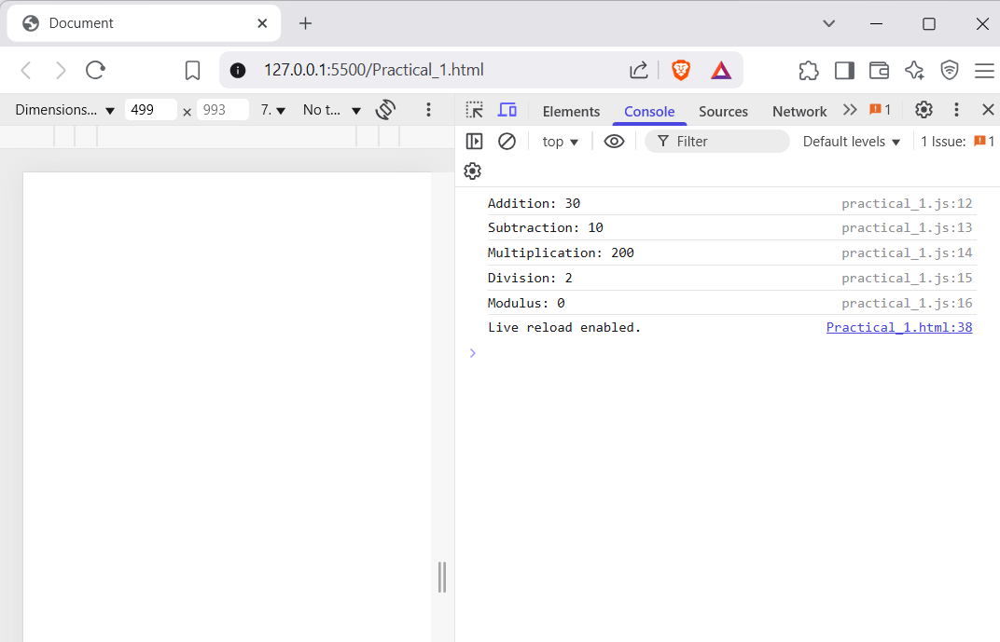 Document
127.0.0.1:5500/Practical_1.html
Dimensions... 499 × 993 7. No t...
Elements Console Sources Network 1
top Filter Default levels 1 Issue: 1
Addition: 30 practical_1.js:12
Subtraction: 10 practical_1.js:13
Multiplication: 200 practical_1.js:14
Division: 2 practical_1.js:15
Modulus: 0 practical_1.js:16
Live reload enabled. Practical_1.html:38